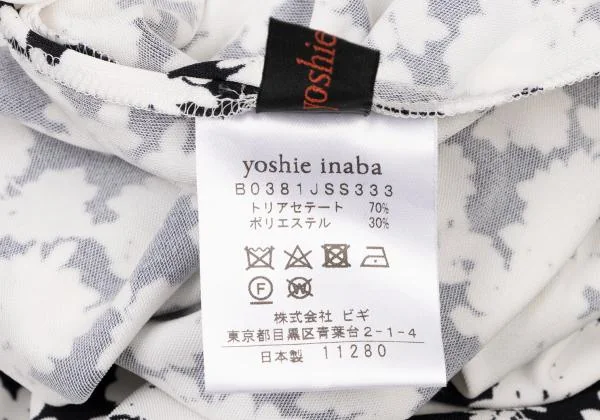 yoshie
yoshie inaba
B0381JSS333
トリアセテート 70%
ポリエステル 30%
F W
株式会社 ビギ
東京都目黒区青葉台2-1-4
日本製 11280